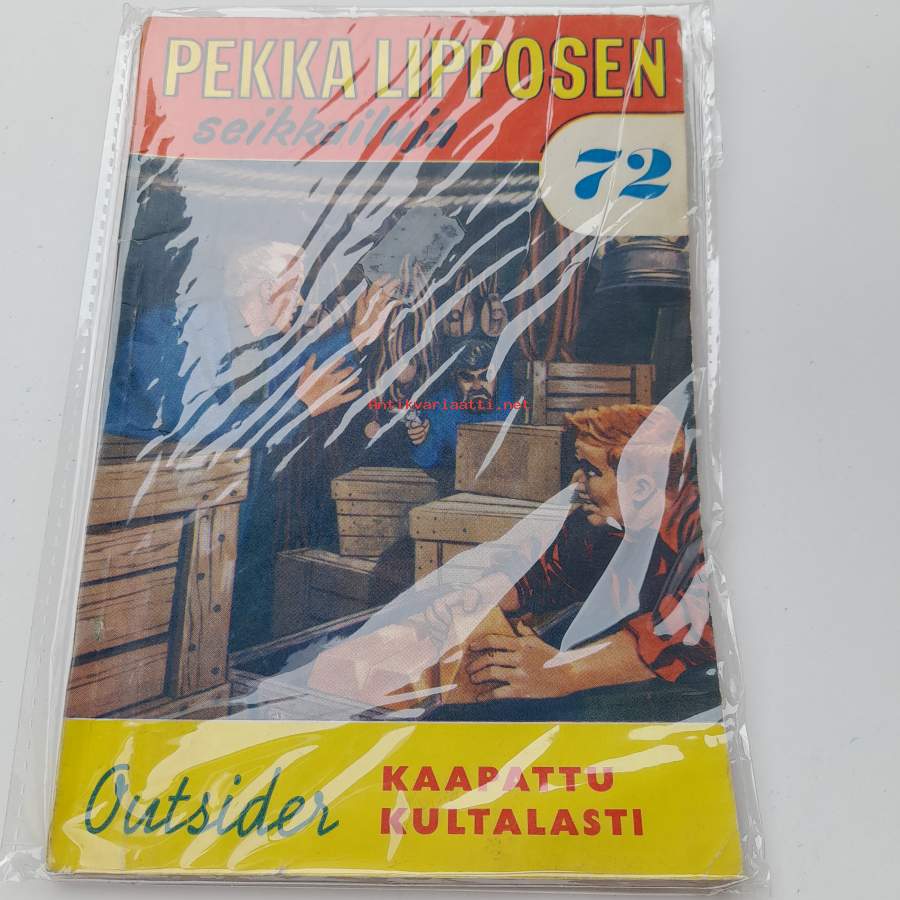 PEKKA LIPPOSEN
seikkailuja
72
Antikvariaatti.net
Outsider
KAAPATTU
KULTALASTI